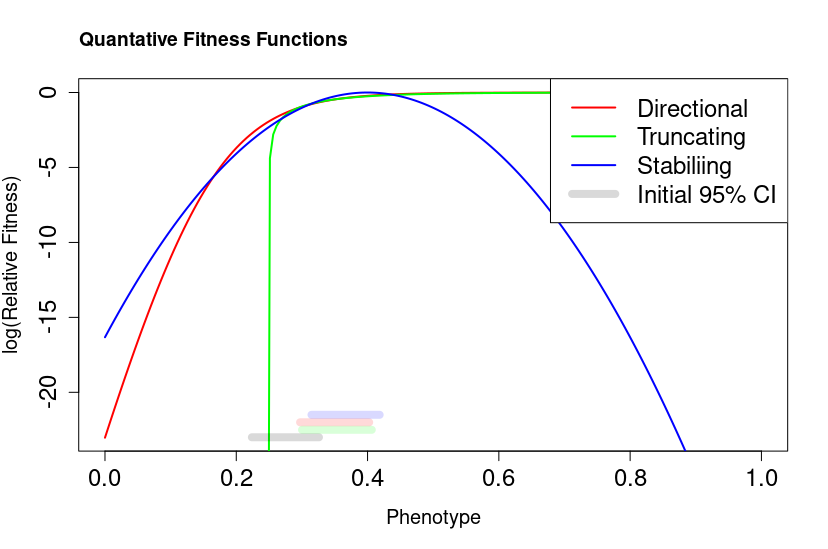 Quantative Fitness Functions
log(Relative Fitness)
0
-5
-10
-15
-20
Directional
Truncating
Stabiliing
Initial 95% CI
0.0 0.2 0.4 0.6 0.8 1.0
Phenotype